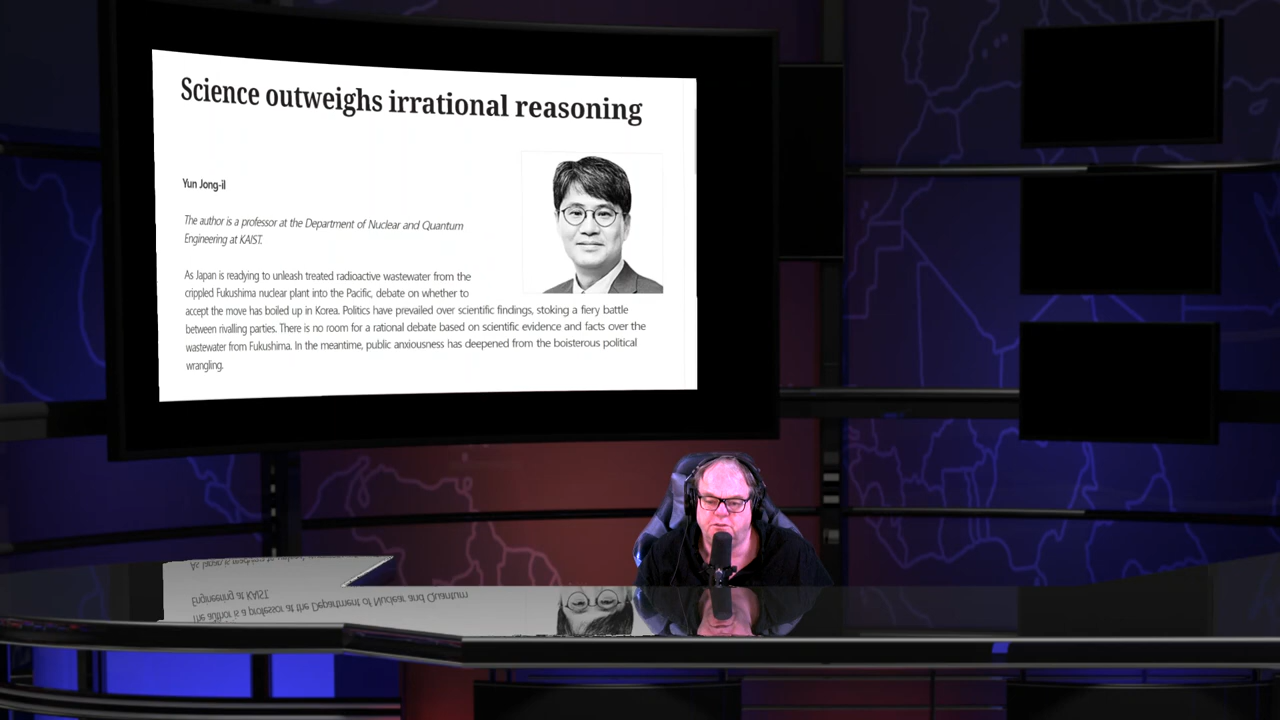 Science outweighs irrational reasoning
Yun Jong-il
The author is a professor at the Department of Nuclear and Quantum
Engineering at KAIST.
As Japan is readying to unleash treated radioactive wastewater from the
crippled Fukushima nuclear plant into the Pacific, debate on whether to
accept the move has boiled up in Korea. Politics have prevailed over scientific findings, stoking a fiery battle
between rivalling parties. There is no room for a rational debate based on scientific evidence and facts over the
wastewater from Fukushima. In the meantime, public anxiousness has deepened from the boisterous political
wrangling.